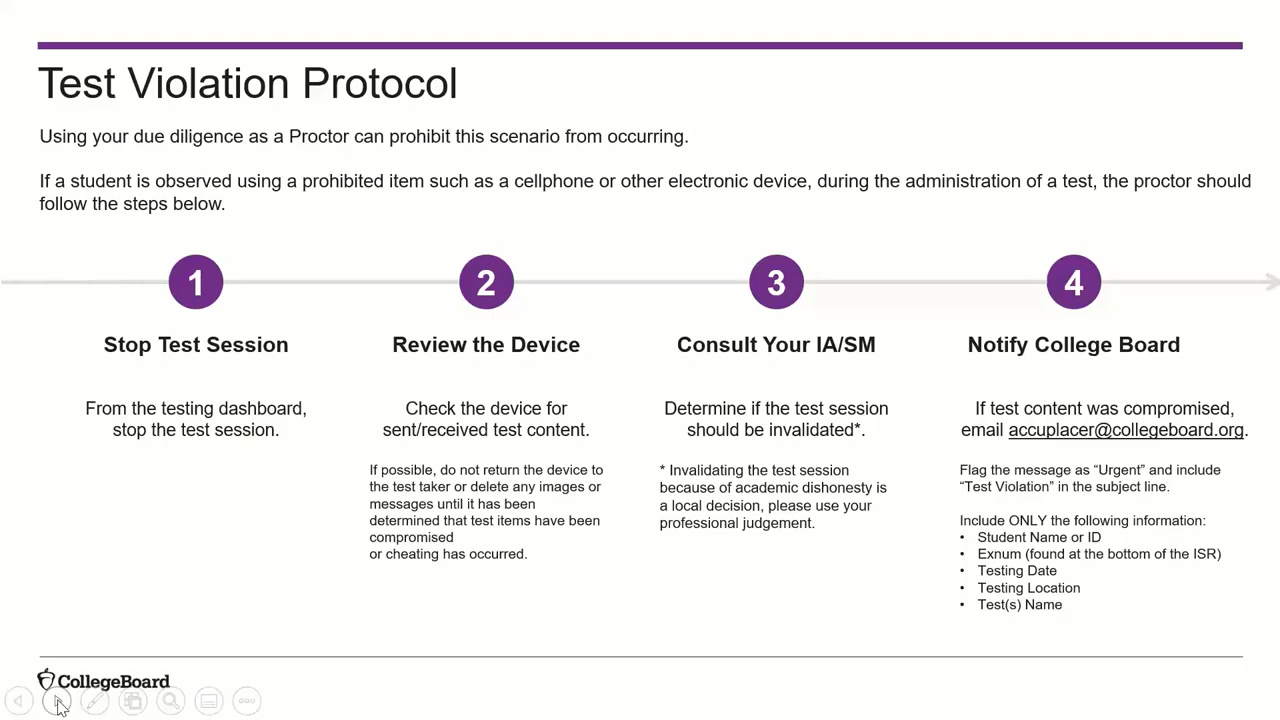 Test Violation Protocol
Using your due diligence as a Proctor can prohibit this scenario from occurring.
If a student is observed using a prohibited item such as a cellphone or other electronic device, during the administration of a test, the proctor should
follow the steps below.
1
2
3
4
Stop Test Session
From the testing dashboard,
stop the test session.
Review the Device
Check the device for
sent/received test content.
If possible, do not return the device to
the test taker or delete any images or
messages until it has been
determined that test items have been
compromised
or cheating has occurred.
Consult Your IA/SM
Determine if the test session
should be invalidated*.
* Invalidating the test session
because of academic dishonesty is
a local decision, please use your
professional judgement.
Notify College Board
If test content was compromised,
email accuplacer@collegeboard.org.
Flag the message as “Urgent” and include
“Test Violation” in the subject line.
Include ONLY the following information:
• Student Name or ID
• Exnum (found at the bottom of the ISR)
• Testing Date
• Testing Location
• Test(s) Name
CollegeBoard